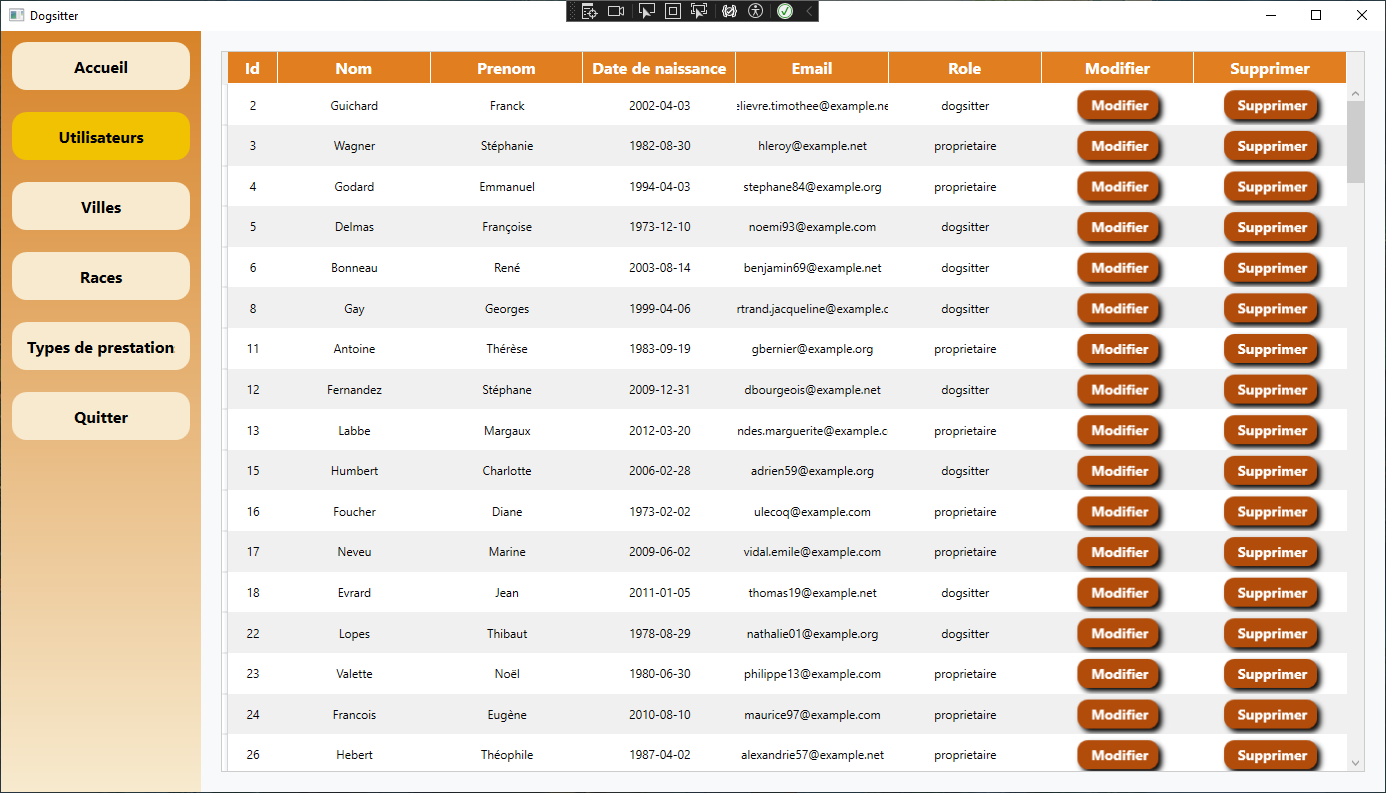 Dogsitter
Accueil
Utilisateurs
Villes
Races
Types de prestation
Quitter
Id Nom Prenom Date de naissance Email Role Modifier Supprimer
2 Guichard Franck 2002-04-03 elievre.timothee@example.ne dogsitter Modifier Supprimer
3 Wagner Stéphanie 1982-08-30 hleroy@example.net proprietaire Modifier Supprimer
4 Godard Emmanuel 1994-04-03 stephane84@example.org proprietaire Modifier Supprimer
5 Delmas Françoise 1973-12-10 noemi93@example.com dogsitter Modifier Supprimer
6 Bonneau René 2003-08-14 benjamin69@example.net dogsitter Modifier Supprimer
8 Gay Georges 1999-04-06 rtrand.jacqueline@example.c dogsitter Modifier Supprimer
11 Antoine Thérèse 1983-09-19 gbernier@example.org proprietaire Modifier Supprimer
12 Fernandez Stéphane 2009-12-31 dbourgeois@example.net dogsitter Modifier Supprimer
13 Labbe Margaux 2012-03-20 ndes.marguerite@example.c proprietaire Modifier Supprimer
15 Humbert Charlotte 2006-02-28 adrien59@example.org dogsitter Modifier Supprimer
16 Foucher Diane 1973-02-02 ulecoq@example.com proprietaire Modifier Supprimer
17 Neveu Marine 2009-06-02 vidal.emile@example.com proprietaire Modifier Supprimer
18 Evrard Jean 2011-01-05 thomas19@example.net dogsitter Modifier Supprimer
22 Lopes Thibaut 1978-08-29 nathalie01@example.org dogsitter Modifier Supprimer
23 Valette Noël 1980-06-30 philippe13@example.com proprietaire Modifier Supprimer
24 Francois Eugène 2010-08-10 maurice97@example.com proprietaire Modifier Supprimer
26 Hebert Théophile 1987-04-02 alexandrie57@example.net proprietaire Modifier Supprimer